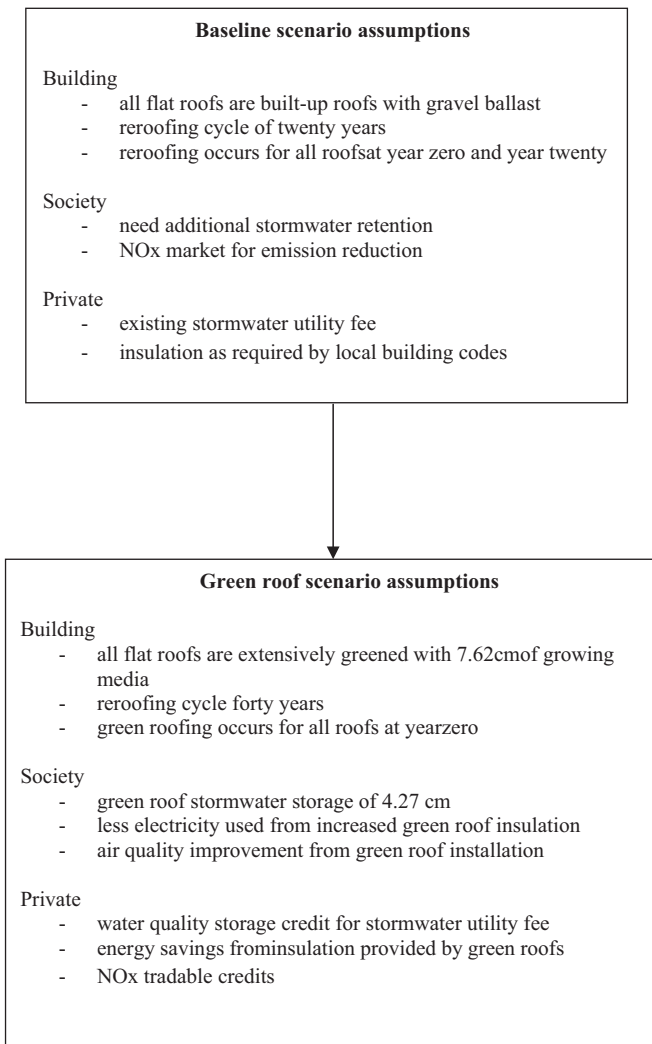 Baseline scenario assumptions
Building
- all flat roofs are built-up roofs with gravel ballast
- reroofing cycle of twenty years
- reroofing occurs for all roofsat year zero and year twenty
Society
- need additional stormwater retention
- NOx market for emission reduction
Private
- existing stormwater utility fee
- insulation as required by local building codes
Green roof scenario assumptions
Building
- all flat roofs are extensively greened with 7.62cmof growing
media
- reroofing cycle forty years
- green roofing occurs for all roofs at yearzero
Society
- green roof stormwater storage of 4.27 cm
- less electricity used from increased green roof insulation
- air quality improvement from green roof installation
Private
- water quality storage credit for stormwater utility fee
- energy savings frominsulation provided by green roofs
- NOx tradable credits